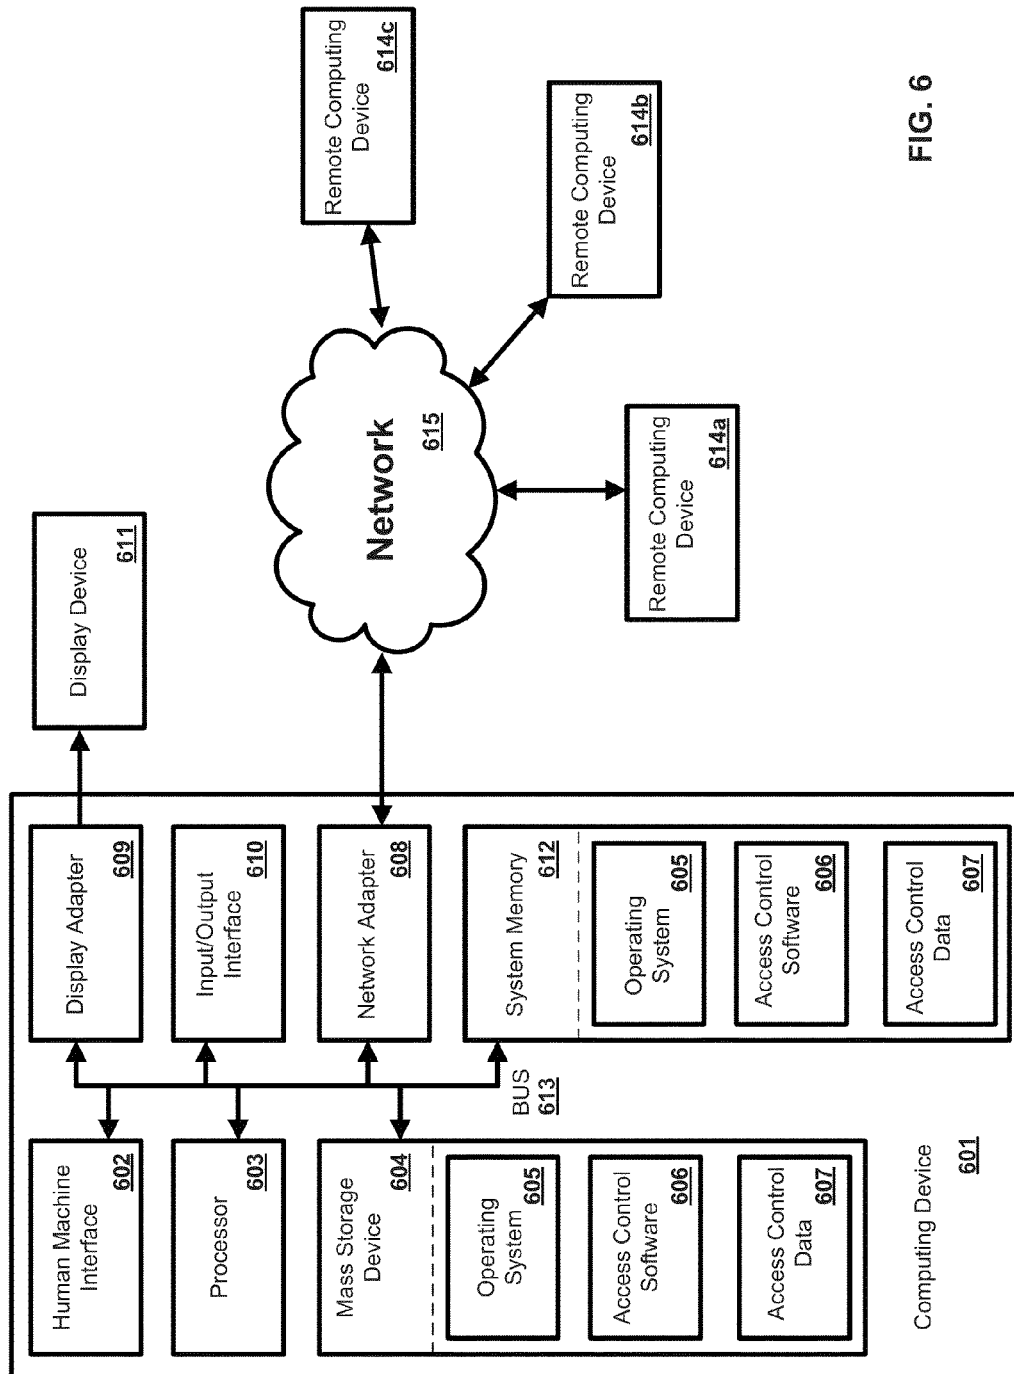 Human Machine
Interface
602
Processor
603
Mass Storage
Device
604
Operating
System
605
Access Control
Software
606
Access Control
Data
607
Computing Device
601
BUS
613
Display Adapter
609
Input/Output
Interface
610
Network Adapter
608
System Memory
612
Operating
System
605
Access Control
Software
606
Access Control
Data
607
Display Device
611
Network
615
Remote Computing
Device
614a
Remote Computing
Device
614b
Remote Computing
Device
614c
FIG. 6